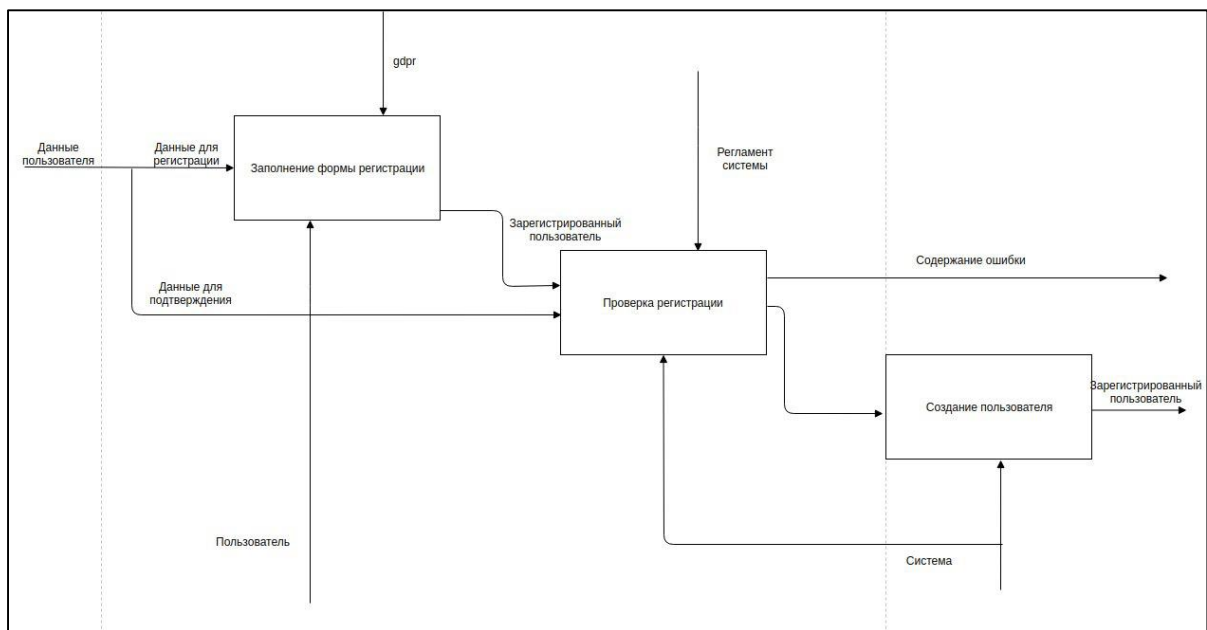 gdpr
Данные
пользователя
Данные для
регистрации
Заполнение формы регистрации
Регламент
системы
Зарегистрированный
пользователь
Данные для
подтверждения
Проверка регистрации
Содержание ошибки
Создание пользователя
Зарегистрированный
пользователь
Пользователь
Система